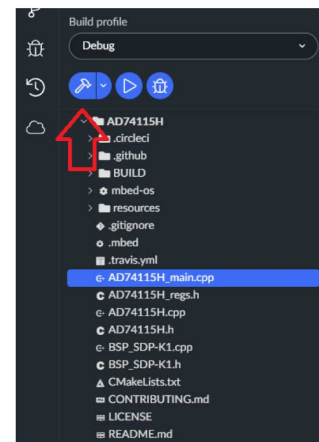 Build profile
Debug
AD74115H
.circleci
.github
BUILD
mbed-os
resources
.gitignore
.mbed
.travis.yml
AD74115H_main.cpp
AD74115H_regs.h
AD74115H.cpp
AD74115H.h
BSP_SDP-K1.cpp
BSP_SDP-K1.h
CMakeLists.txt
CONTRIBUTING.md
LICENSE
README.md